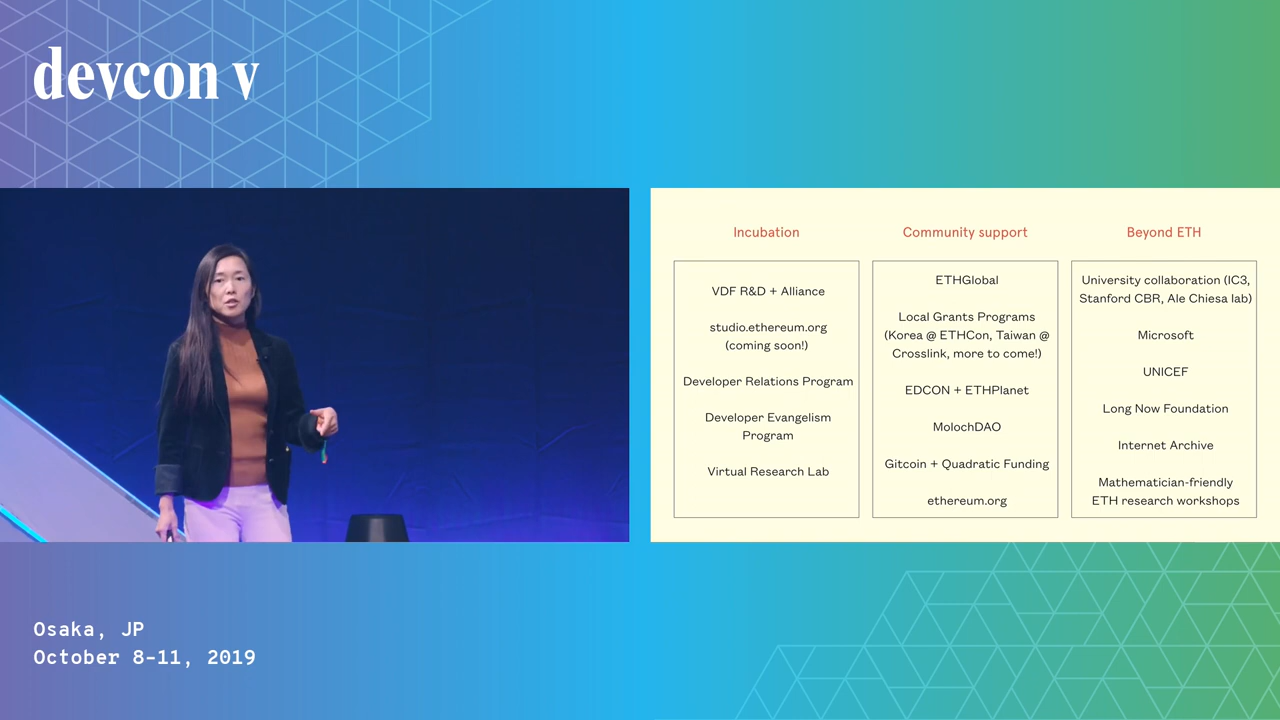 devcon v
Incubation
VDF R&D + Alliance
studio.ethereum.org
(coming soon!)
Developer Relations Program
Developer Evangelism
Program
Virtual Research Lab
Community support
ETHGlobal
Local Grants Programs
(Korea @ ETHCon, Taiwan @
Crosslink, more to come!)
EDCON + ETHPlanet
MolochDAO
Gitcoin + Quadratic Funding
ethereum.org
Beyond ETH
University collaboration (IC3,
Stanford CBR, Ale Chiesa lab)
Microsoft
UNICEF
Long Now Foundation
Internet Archive
Mathematician-friendly
ETH research workshops
Osaka, JP
October 8-11, 2019